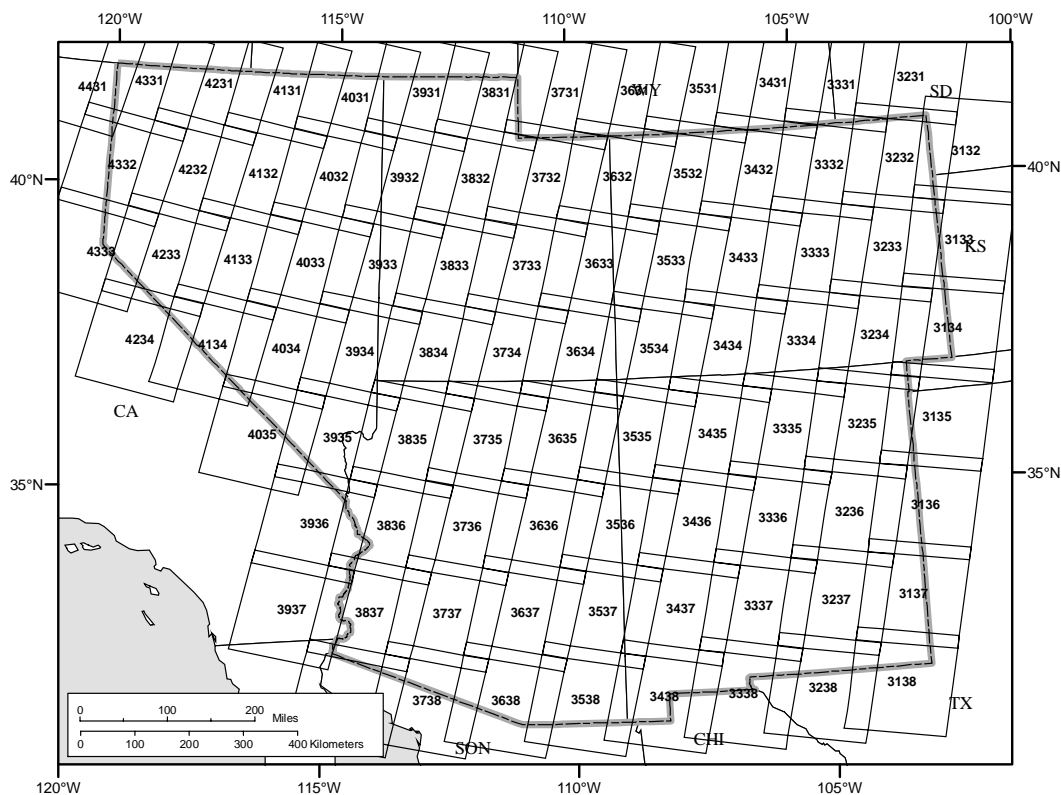 120°W 115°W 110°W 105°W 100°W
4431 4331 4231 4131 4031 3931 3831 3731 3631 WY 3531 3431 3331 3231 SD
40°N 4332 4232 4132 4032 3932 3832 3732 3632 3532 3432 3332 3232 3132 40°N
4333 4233 4133 4033 3933 3833 3733 3633 3533 3433 3333 3233 3133 KS
4234 4134 4034 3934 3834 3734 3634 3534 3434 3334 3234 3134
CA 4035 3935 3835 3735 3635 3535 3435 3335 3235 3135
35°N 35°N
3936 3836 3736 3636 3536 3436 3336 3236 3136
3937 3837 3737 3637 3537 3437 3337 3237 3137
3738 3638 3538 3438 3338 3238 3138 TX
SON CHI
0 100 200 Miles
0 100 200 300 400 Kilometers
120°W 115°W 110°W 105°W